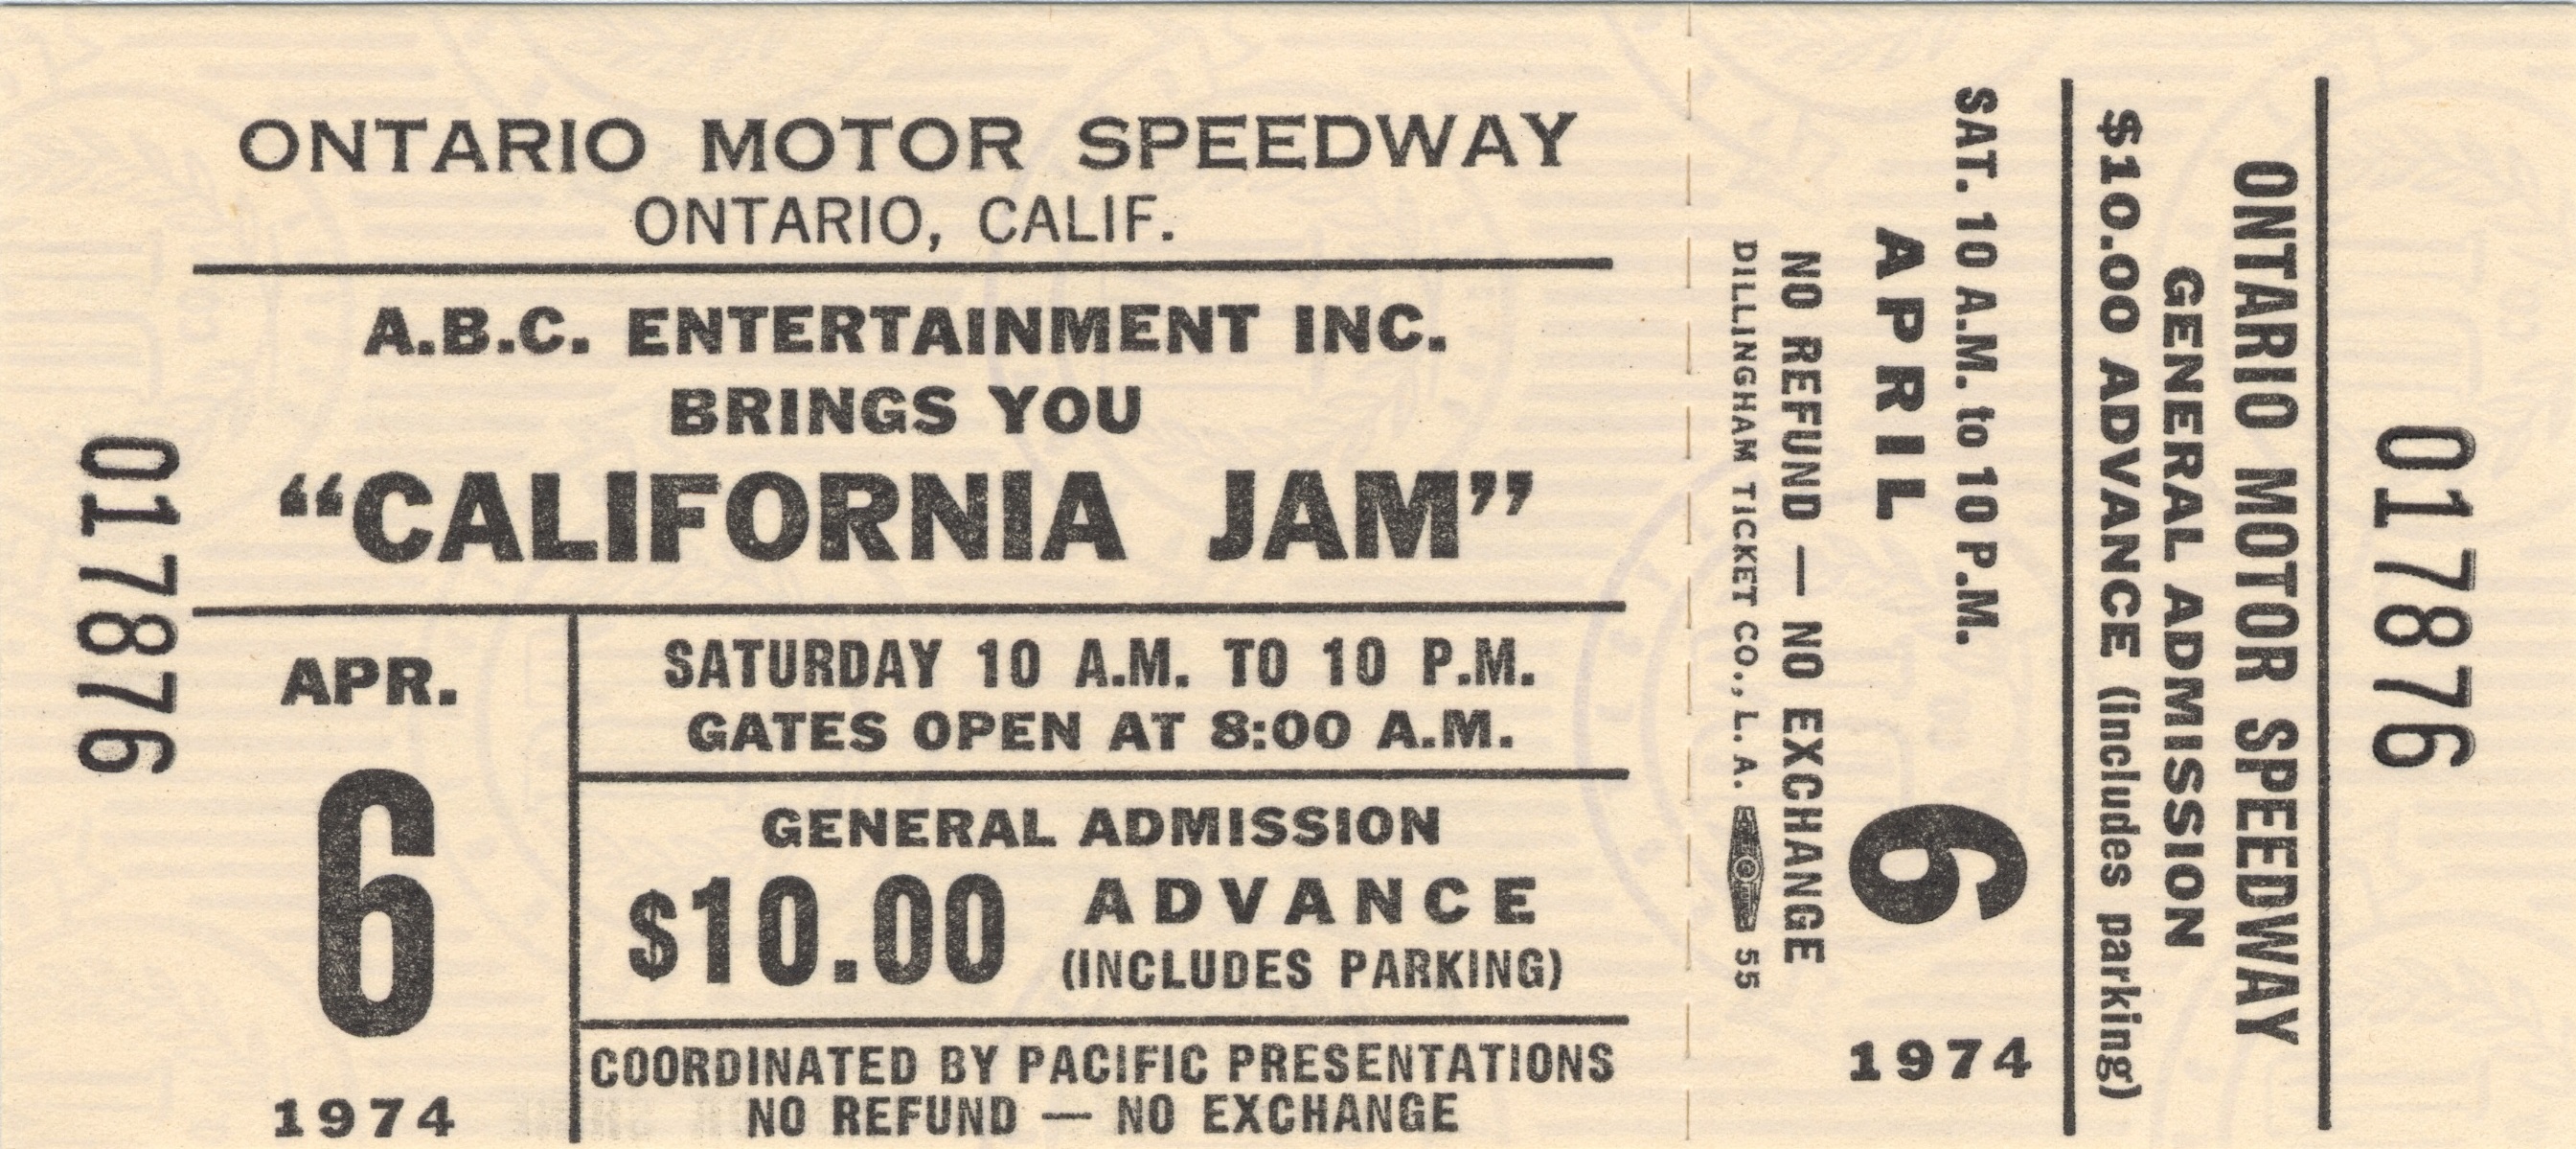 ONTARIO MOTOR SPEEDWAY
ONTARIO, CALIF.
A.B.C. ENTERTAINMENT INC.
BRINGS YOU
“CALIFORNIA JAM”
017876
APR.
6
1974
SATURDAY 10 A.M. TO 10 P.M.
GATES OPEN AT 8:00 A.M.
GENERAL ADMISSION
$10.00 ADVANCE
(INCLUDES PARKING)
COORDINATED BY PACIFIC PRESENTATIONS
NO REFUND — NO EXCHANGE
017876
ONTARIO MOTOR SPEEDWAY
GENERAL ADMISSION
$10.00 ADVANCE (includes parking)
SAT. 10 A.M. to 10 P.M.
APRIL 6 1974
NO REFUND — NO EXCHANGE
DILLINGHAM TICKET CO., L. A. 55